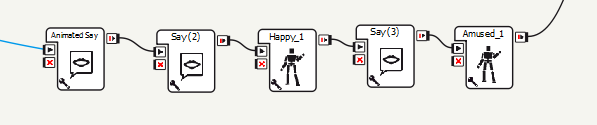 Animated Say
Say (2)
Happy_1
Say (3)
Amused_1